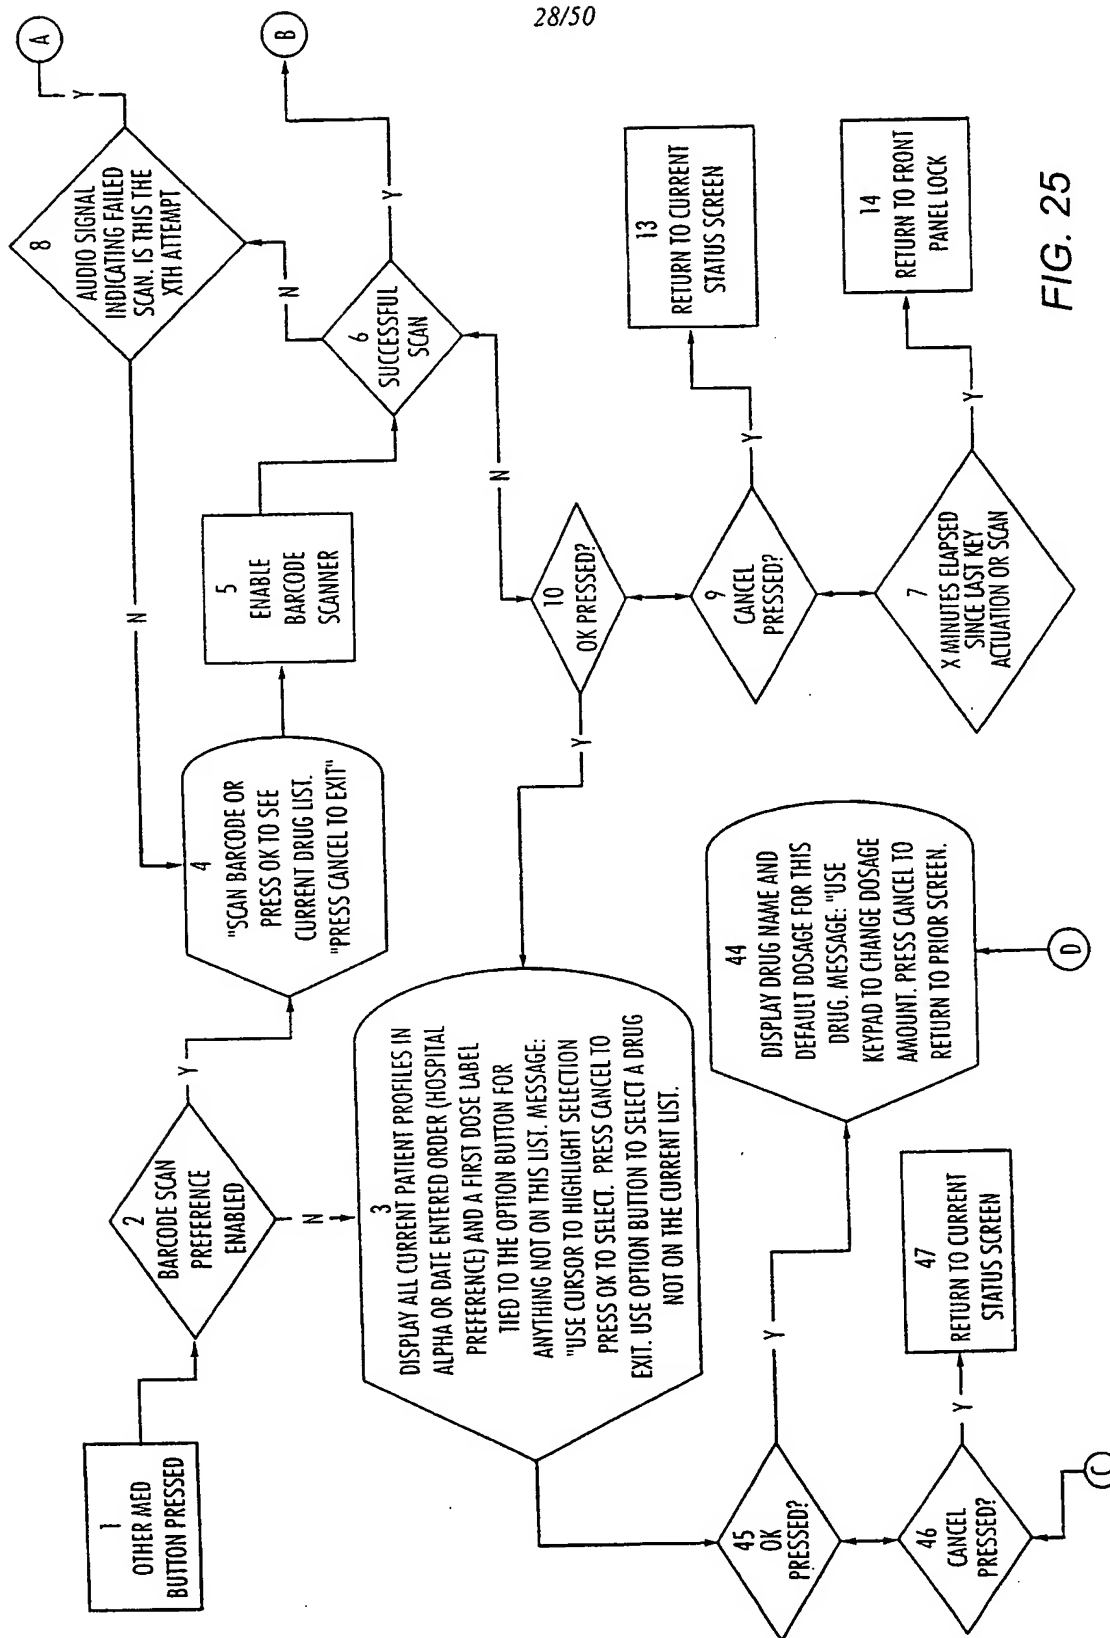 28/50
1
OTHER MED
BUTTON PRESSED
2
BARCODE SCAN
PREFERENCE
ENABLED
Y
N
4
"SCAN BARCODE OR
PRESS OK TO SEE
CURRENT DRUG LIST.
"PRESS CANCEL TO EXIT"
5
ENABLE
BARCODE
SCANNER
6
SUCCESSFUL
SCAN
Y
N
8
AUDIO SIGNAL
INDICATING FAILED
SCAN. IS THIS THE
XTH ATTEMPT
Y
N
A
B
3
DISPLAY ALL CURRENT PATIENT PROFILES IN
ALPHA OR DATE ENTERED ORDER (HOSPITAL
PREFERENCE) AND A FIRST DOSE LABEL
TIED TO THE OPTION BUTTON FOR
ANYTHING NOT ON THIS LIST. MESSAGE:
"USE CURSOR TO HIGHLIGHT SELECTION
PRESS OK TO SELECT. PRESS CANCEL TO
EXIT. USE OPTION BUTTON TO SELECT A DRUG
NOT ON THE CURRENT LIST.
N
10
OK PRESSED?
Y
9
CANCEL
PRESSED?
Y
13
RETURN TO CURRENT
STATUS SCREEN
7
X MINUTES ELAPSED
SINCE LAST KEY
ACTUATION OR SCAN
Y
14
RETURN TO FRONT
PANEL LOCK
45
OK
PRESSED?
Y
44
DISPLAY DRUG NAME AND
DEFAULT DOSAGE FOR THIS
DRUG. MESSAGE: "USE
KEYPAD TO CHANGE DOSAGE
AMOUNT. PRESS CANCEL TO
RETURN TO PRIOR SCREEN.
D
46
CANCEL
PRESSED?
Y
47
RETURN TO CURRENT
STATUS SCREEN
C
FIG. 25